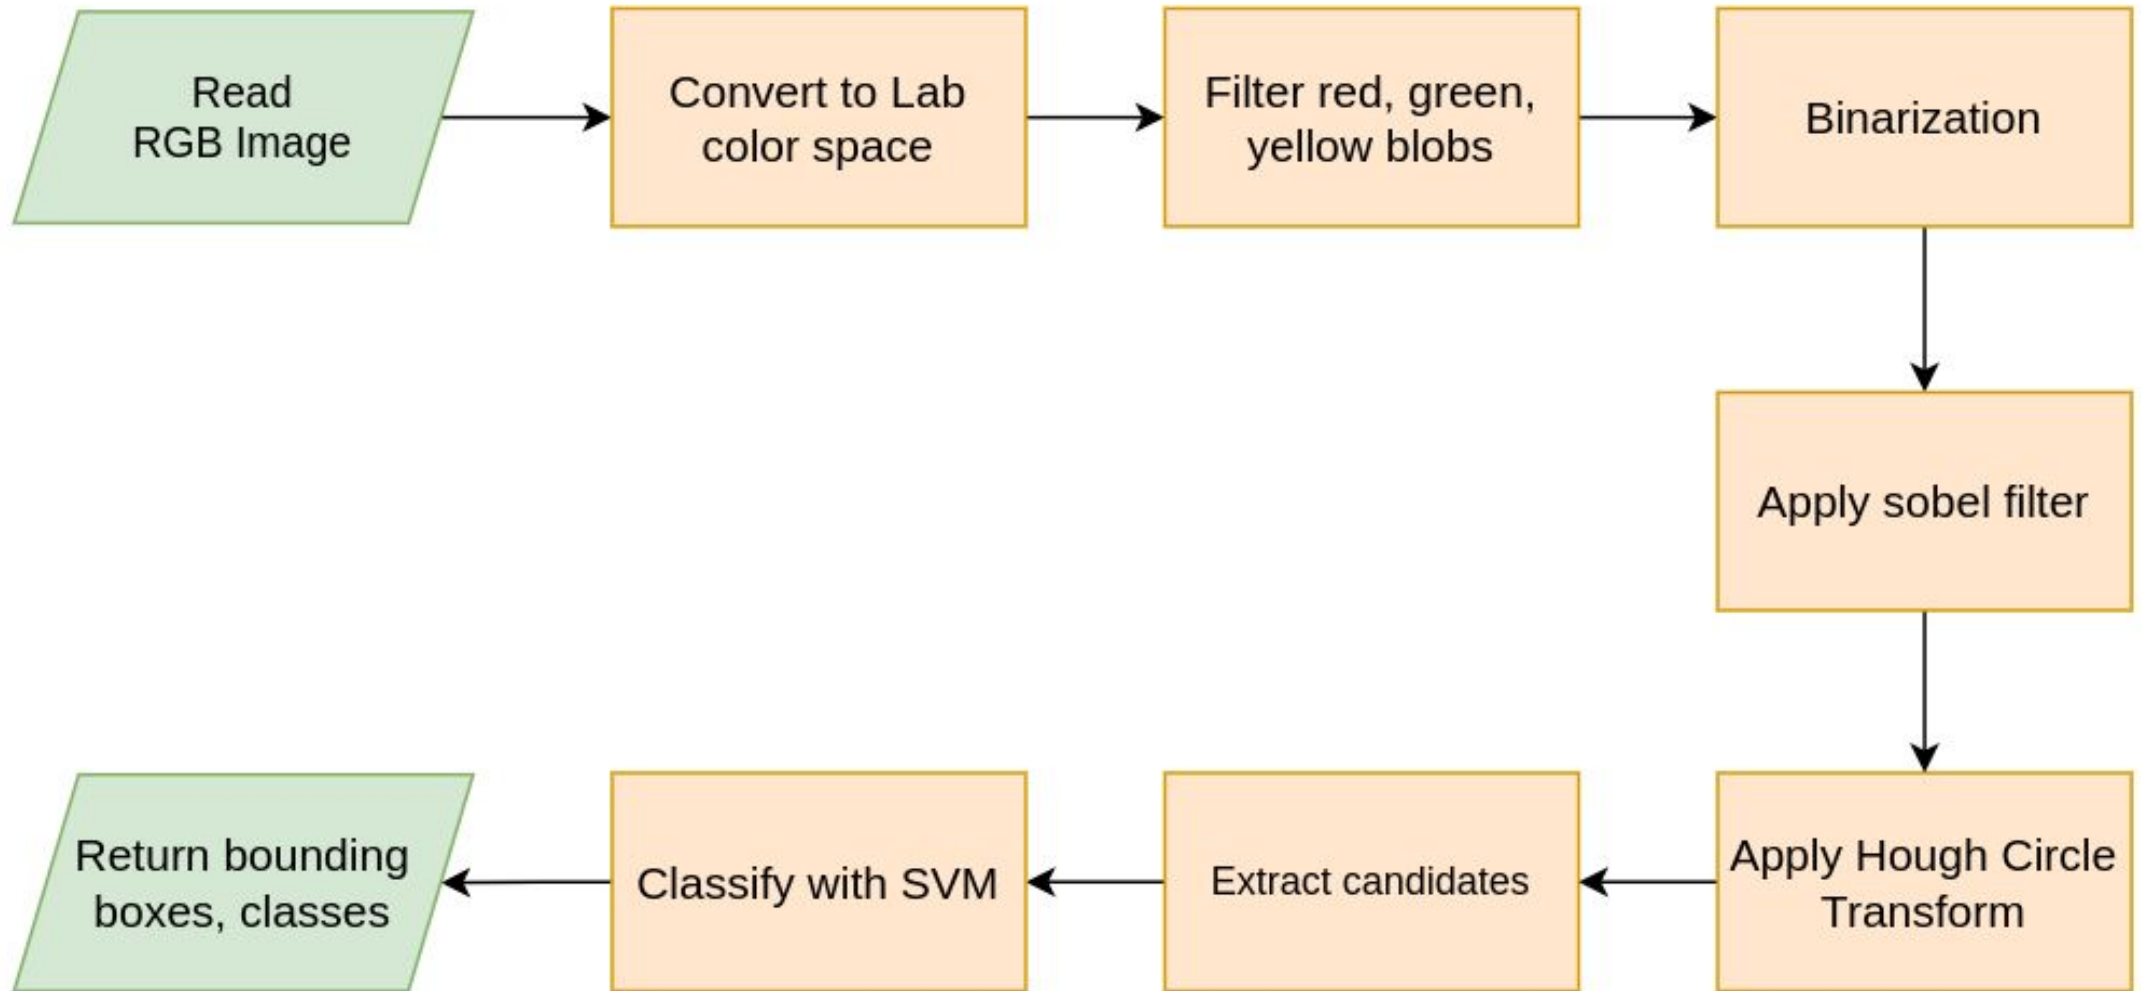 Read
RGB Image
Convert to Lab
color space
Filter red, green,
yellow blobs
Binarization
Apply sobel filter
Apply Hough Circle
Transform
Extract candidates
Classify with SVM
Return bounding
boxes, classes